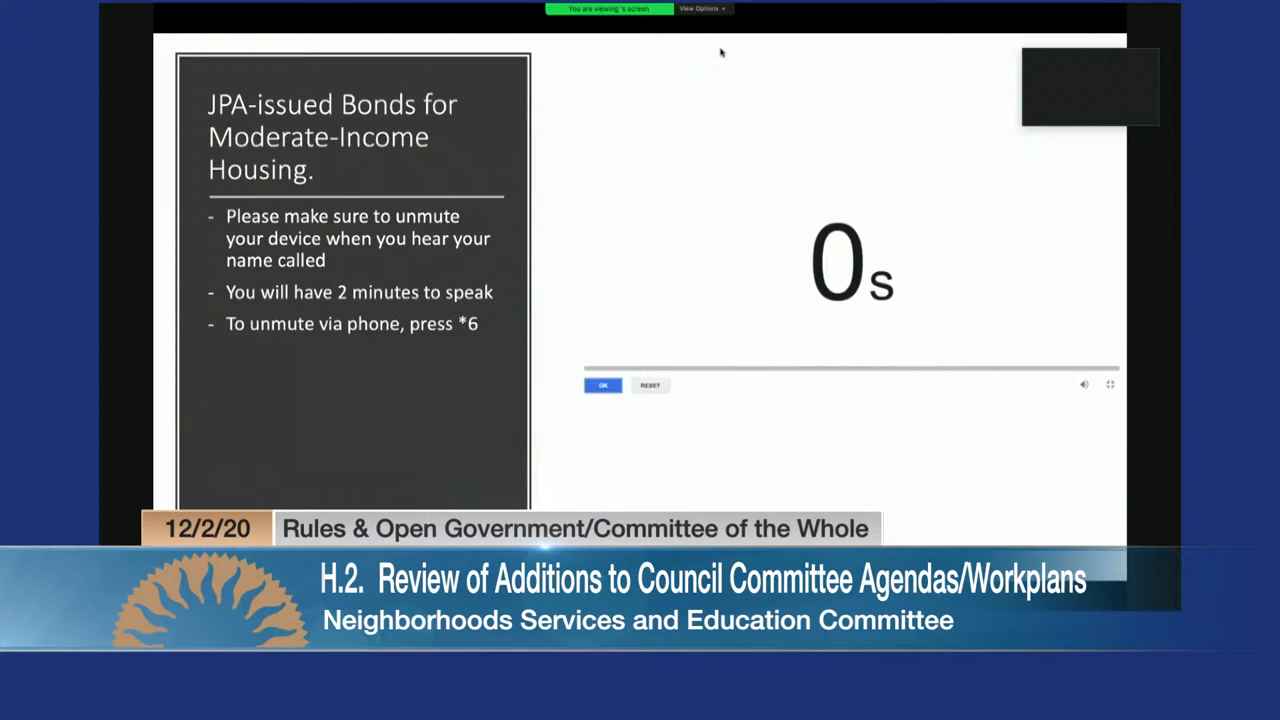 You are viewing 's screen
View Options
JPA-issued Bonds for
Moderate-Income
Housing.
- Please make sure to unmute
your device when you hear your
name called
- You will have 2 minutes to speak
- To unmute via phone, press *6
0s
OK
RESET
12/2/20
Rules & Open Government/Committee of the Whole
H.2. Review of Additions to Council Committee Agendas/Workplans
Neighborhoods Services and Education Committee